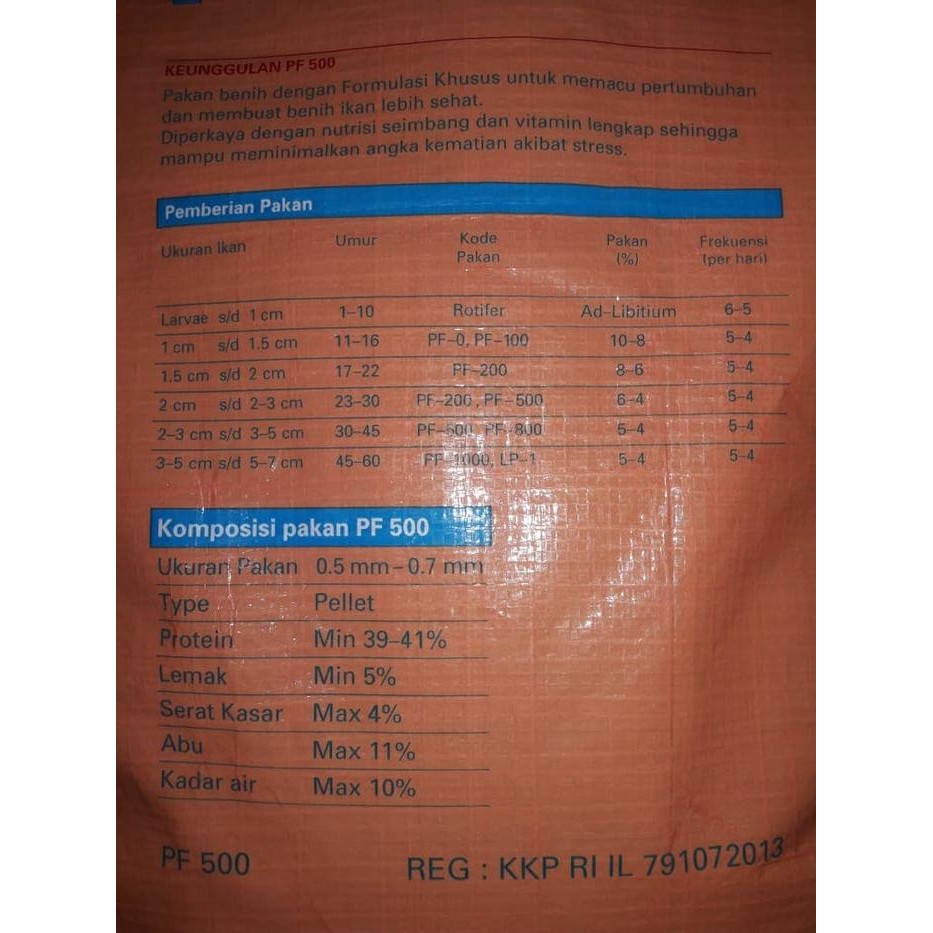 KEUNGGULAN PF 500
Pakan benih dengan Formulasi Khusus untuk memacu pertumbuhan
dan membuat benih ikan lebih sehat.
Diperkaya dengan nutrisi seimbang dan vitamin lengkap sehingga
mampu meminimalkan angka kematian akibat stress.
Pemberian Pakan
Ukuran Ikan Umur Kode Pakan Pakan (%) Frekuensi (per hari)
Larvae s/d 1 cm 1–10 Rotifer Ad-Libitium 6–5
1 cm s/d 1.5 cm 11–16 PF-0, PF-100 10–8 5–4
1,5 cm s/d 2 cm 17–22 PF-200 8–6 5–4
2 cm s/d 2–3 cm 23–30 PF-200, PF-500 6–4 5–4
2–3 cm s/d 3–5 cm 30–45 PF-500, PF-800 5–4 5–4
3–5 cm s/d 5–7 cm 45–60 PF-1000, LP-1 5–4 5–4
Komposisi pakan PF 500
Ukuran Pakan 0.5 mm – 0.7 mm
Type Pellet
Protein Min 39–41%
Lemak Min 5%
Serat Kasar Max 4%
Abu Max 11%
Kadar air Max 10%
PF 500 REG : KKP RI IL 791072013